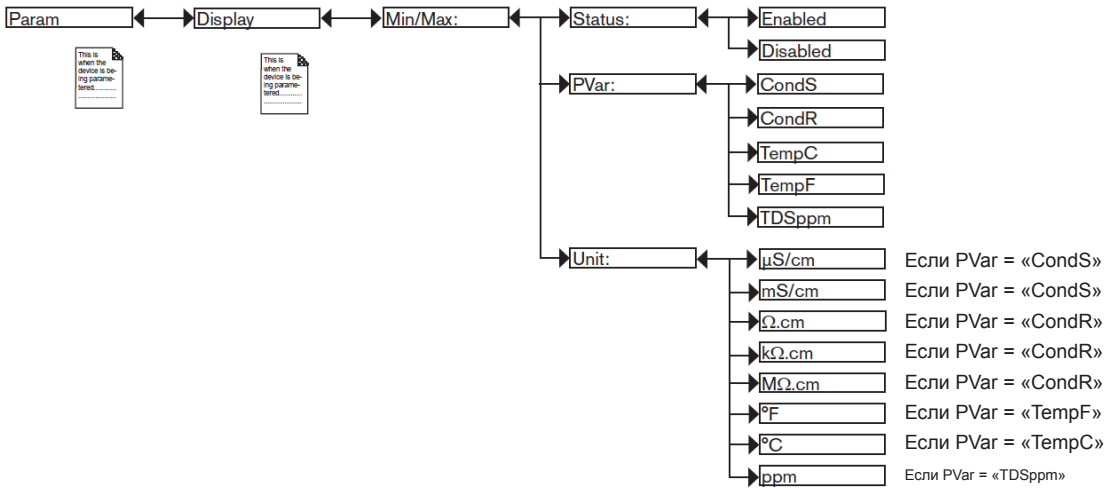 Param Display Min/Max: Status: Enabled
Disabled
This is
when the
device is be-
ing parame-
tered............
......................
This is
when the
device is be-
ing parame-
tered............
......................
PVar: CondS
CondR
TempC
TempF
TDSppm
Unit: µS/cm Если PVar = «CondS»
mS/cm Если PVar = «CondS»
Ω.cm Если PVar = «CondR»
kΩ.cm Если PVar = «CondR»
MΩ.cm Если PVar = «CondR»
°F Если PVar = «TempF»
°C Если PVar = «TempC»
ppm Если PVar = «TDSppm»